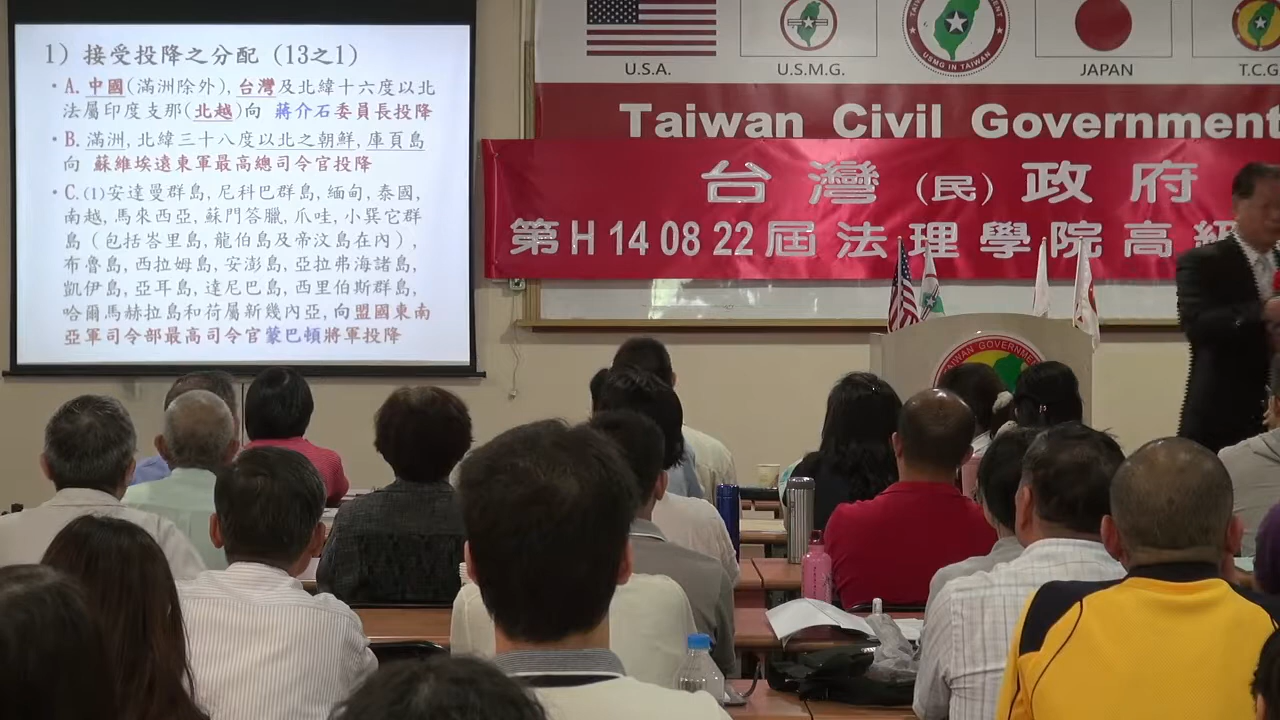 1) 接受投降之分配 (13之1)
• A. 中國(滿洲除外), 台灣及北緯十六度以北
法屬印度支那(北越)向 蔣介石委員長投降
• B. 滿洲, 北緯三十八度以北之朝鮮, 庫頁島
向 蘇維埃遠東軍最高總司令官投降
• C.(1)安達曼群島, 尼科巴群島, 緬甸, 泰國,
南越, 馬來西亞, 蘇門答臘, 爪哇, 小巽它群
島 (包括峇里島, 龍伯島及帝汶島在內),
布魯島, 西拉姆島, 安澎島, 亞拉弗海諸島,
凱伊島, 亞耳島, 達尼巴島, 西里伯斯群島,
哈爾馬赫拉島和荷屬新幾內亞, 向盟國東南
亞軍司令部最高司令官蒙巴頓將軍投降
U.S.A.
U.S.M.G.
USMG IN TAIWAN
JAPAN
T.C.G
Taiwan Civil Government
台灣(民)政府
第H 14 08 22屆法理學院高級
TAIWAN GOVERNMENT